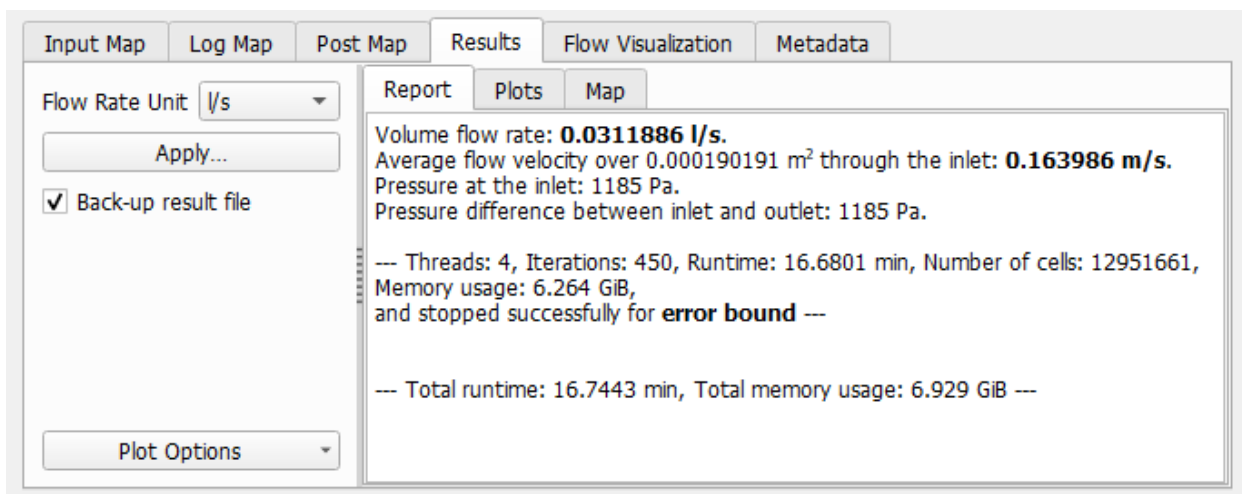 Input Map Log Map Post Map Results Flow Visualization Metadata
Flow Rate Unit l/s
Apply...
Back-up result file
Plot Options
Report Plots Map
Volume flow rate: 0.0311886 l/s.
Average flow velocity over 0.000190191 m² through the inlet: 0.163986 m/s.
Pressure at the inlet: 1185 Pa.
Pressure difference between inlet and outlet: 1185 Pa.
--- Threads: 4, Iterations: 450, Runtime: 16.6801 min, Number of cells: 12951661,
Memory usage: 6.264 GiB,
and stopped successfully for error bound ---
--- Total runtime: 16.7443 min, Total memory usage: 6.929 GiB ---